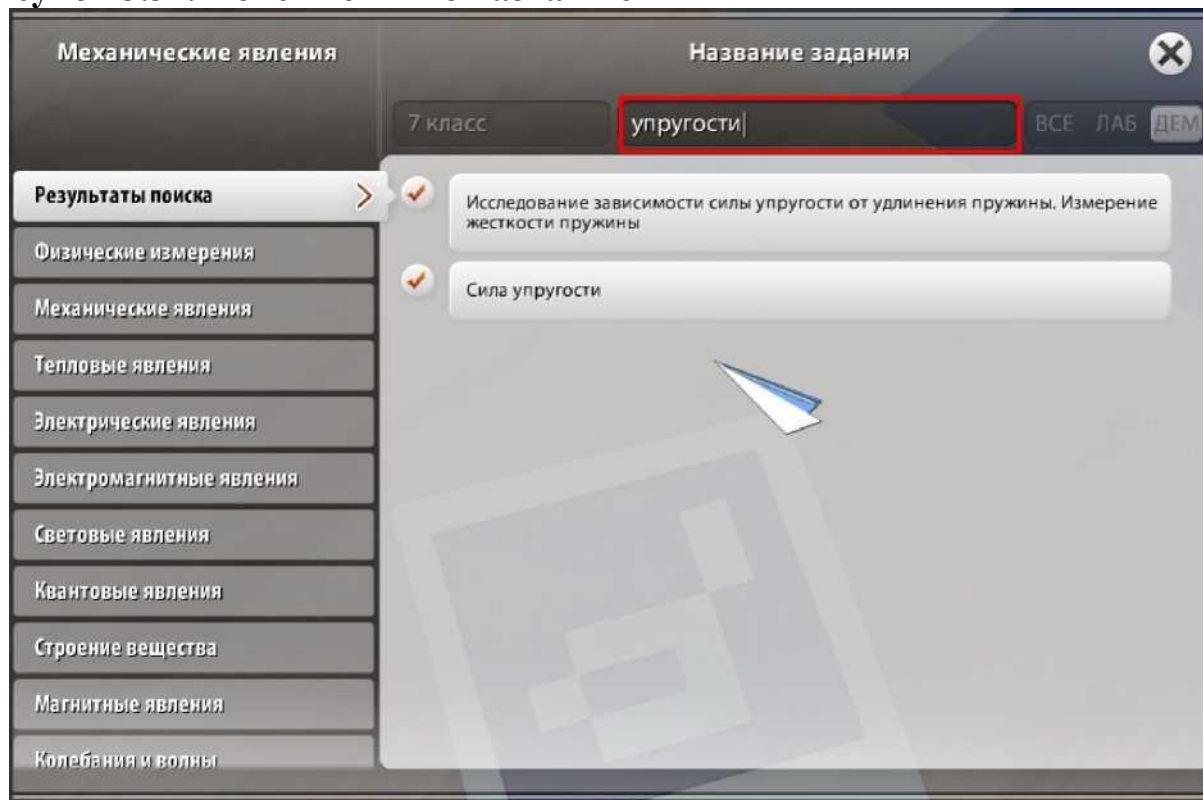 Механические явления
Название задания
7 класс
упругости
ВСЕ ЛАБ ДЕМ
Результаты поиска
Исследование зависимости силы упругости от удлинения пружины. Измерение
жесткости пружины
Физические измерения
Сила упругости
Механические явления
Тепловые явления
Электрические явления
Электромагнитные явления
Световые явления
Квантовые явления
Строение вещества
Магнитные явления
Колебания и волны